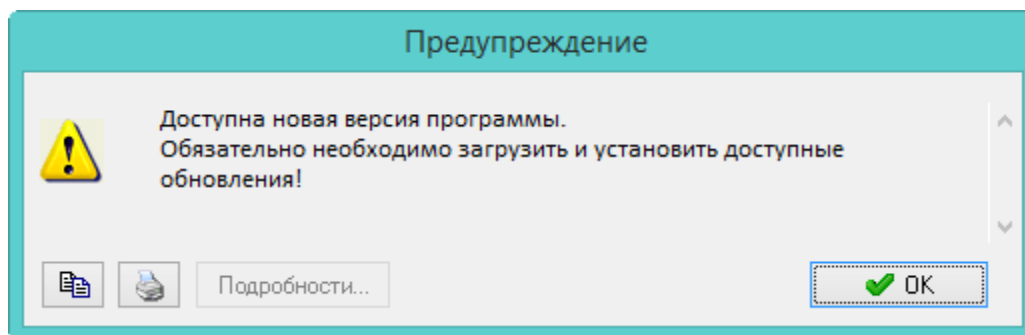 Предупреждение
Доступна новая версия программы.
Обязательно необходимо загрузить и установить доступные
обновления!
Подробности...
OK